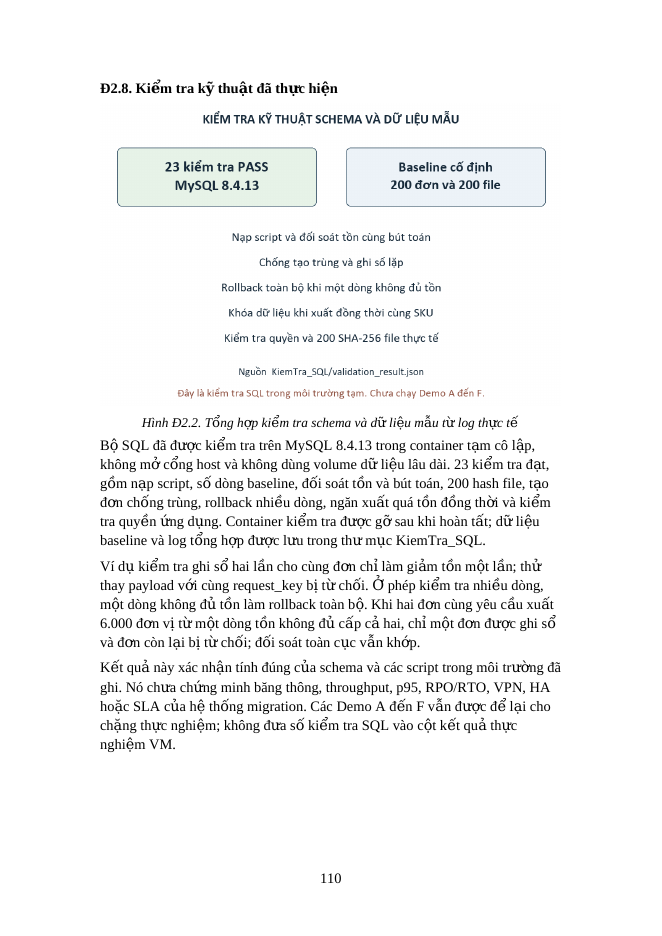 Đ2.8. Kiểm tra kỹ thuật đã thực hiện
KIỂM TRA KỸ THUẬT SCHEMA VÀ DỮ LIỆU MẪU
23 kiểm tra PASS
MySQL 8.4.13
Baseline cố định
200 đơn và 200 file
Nạp script và đối soát tồn cùng bút toán
Chống tạo trùng và ghi sổ lặp
Rollback toàn bộ khi một dòng không đủ tồn
Khóa dữ liệu khi xuất đồng thời cùng SKU
Kiểm tra quyền và 200 SHA-256 file thực tế
Nguồn KiemTra_SQL/validation_result.json
Đây là kiểm tra SQL trong môi trường tạm. Chưa chạy Demo A đến F.
Hình Đ2.2. Tổng hợp kiểm tra schema và dữ liệu mẫu từ log thực tế
Bộ SQL đã được kiểm tra trên MySQL 8.4.13 trong container tạm cô lập,
không mở cổng host và không dùng volume dữ liệu lâu dài. 23 kiểm tra đạt,
gồm nạp script, số dòng baseline, đối soát tồn và bút toán, 200 hash file, tạo
đơn chống trùng, rollback nhiều dòng, ngăn xuất quá tồn đồng thời và kiểm
tra quyền ứng dụng. Container kiểm tra được gỡ sau khi hoàn tất; dữ liệu
baseline và log tổng hợp được lưu trong thư mục KiemTra_SQL.
Ví dụ kiểm tra ghi sổ hai lần cho cùng đơn chỉ làm giảm tồn một lần; thử
thay payload với cùng request_key bị từ chối. Ở phép kiểm tra nhiều dòng,
một dòng không đủ tồn làm rollback toàn bộ. Khi hai đơn cùng yêu cầu xuất
6.000 đơn vị từ một dòng tồn không đủ cấp cả hai, chỉ một đơn được ghi sổ
và đơn còn lại bị từ chối; đối soát toàn cục vẫn khớp.
Kết quả này xác nhận tính đúng của schema và các script trong môi trường đã
ghi. Nó chưa chứng minh băng thông, throughput, p95, RPO/RTO, VPN, HA
hoặc SLA của hệ thống migration. Các Demo A đến F vẫn được để lại cho
chặng thực nghiệm; không đưa số kiểm tra SQL vào cột kết quả thực
nghiệm VM.
110